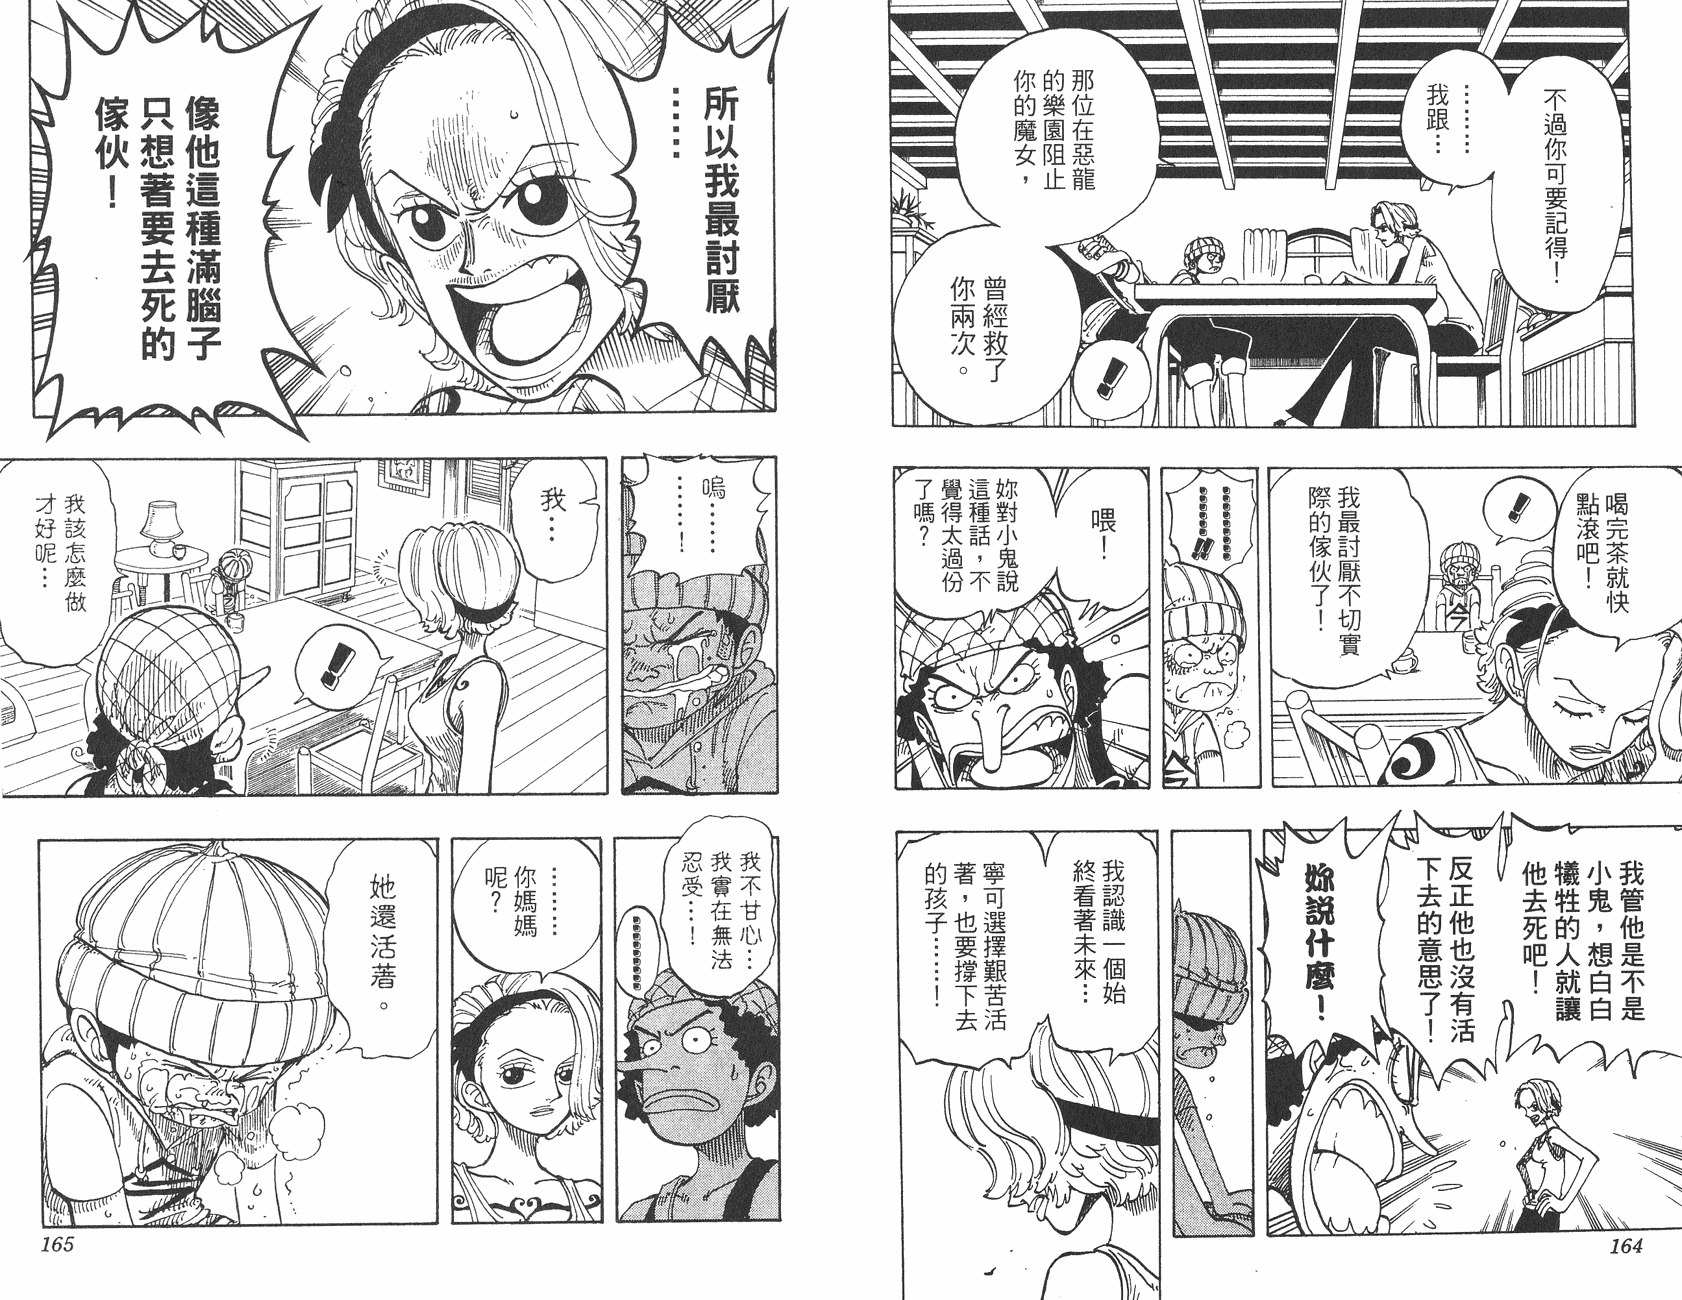 不過你可要記得！
………
我跟…
那位在惡龍
的樂園阻止
你的魔女，
曾經救了
你兩次。
！
喝完茶就快
點滾吧！
！
我最討厭不切實
際的傢伙了！
………!!
喂！
妳對小鬼說
這種話，不
覺得太過份
了嗎？
我管他是不是
小鬼，想白白
犧牲的人就讓
他去死吧！
反正他也沒有活
下去的意思了！
妳說什麼！
我認識一個始
終看著未來…
寧可選擇艱苦活
著，也要撐下去
的孩子……！
164
所以我最討厭
……
像他這種滿腦子
只想著要去死的
傢伙！
嗚……
……！
我…
！
我該怎麼做
才好呢…
我不甘心…
我實在無法
忍受…！
………
………
你媽媽
呢？
她還活著。
165